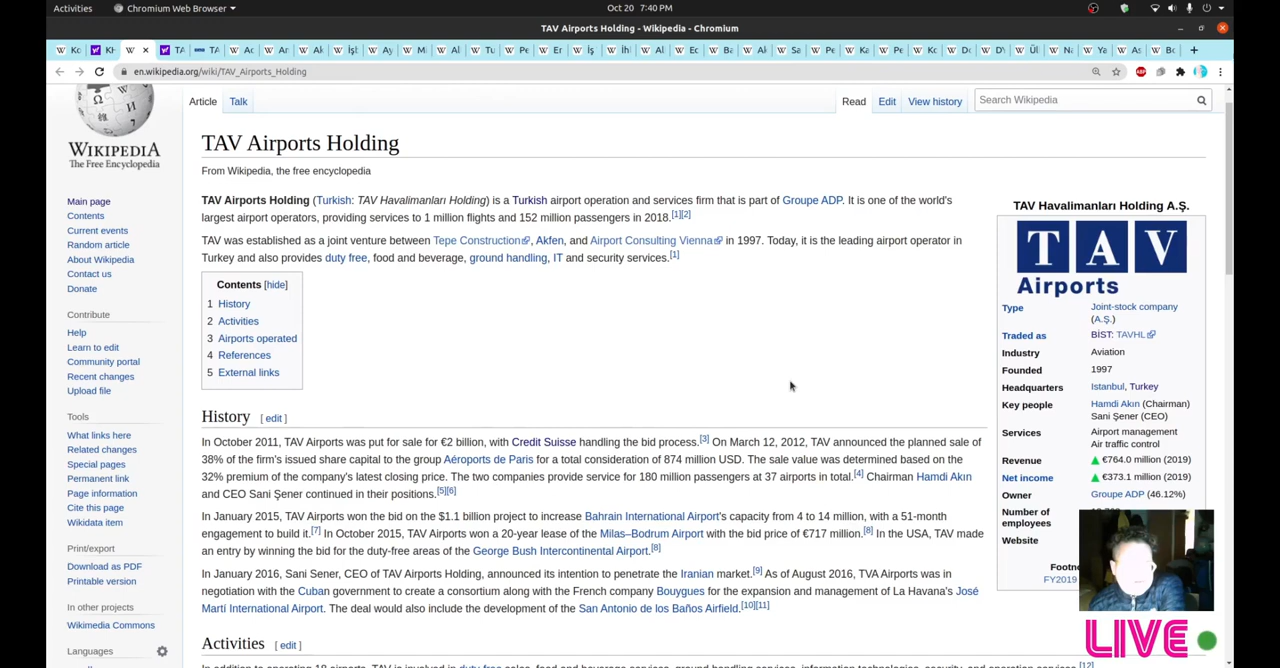 Activities
Chromium Web Browser
Oct 20 7:40 PM
TAV Airports Holding - Wikipedia - Chromium
en.wikipedia.org/wiki/TAV_Airports_Holding
WIKIPEDIA
The Free Encyclopedia
Main page
Contents
Current events
Random article
About Wikipedia
Contact us
Donate
Contribute
Help
Learn to edit
Community portal
Recent changes
Upload file
Tools
What links here
Related changes
Special pages
Permanent link
Page information
Cite this page
Wikidata item
Print/export
Download as PDF
Printable version
In other projects
Wikimedia Commons
Languages
Article Talk
Read Edit View history Search Wikipedia
TAV Airports Holding
From Wikipedia, the free encyclopedia
TAV Airports Holding (Turkish: TAV Havalimanları Holding) is a Turkish airport operation and services firm that is part of Groupe ADP. It is one of the world's
largest airport operators, providing services to 1 million flights and 152 million passengers in 2018.[1][2]
TAV was established as a joint venture between Tepe Construction, Akfen, and Airport Consulting Vienna in 1997. Today, it is the leading airport operator in
Turkey and also provides duty free, food and beverage, ground handling, IT and security services.[1]
Contents [hide]
1 History
2 Activities
3 Airports operated
4 References
5 External links
History [ edit ]
In October 2011, TAV Airports was put for sale for €2 billion, with Credit Suisse handling the bid process.[3] On March 12, 2012, TAV announced the planned sale of
38% of the firm's issued share capital to the group Aéroports de Paris for a total consideration of 874 million USD. The sale value was determined based on the
32% premium of the company's latest closing price. The two companies provide service for 180 million passengers at 37 airports in total.[4] Chairman Hamdi Akın
and CEO Sani Şener continued in their positions.[5][6]
In January 2015, TAV Airports won the bid on the $1.1 billion project to increase Bahrain International Airport's capacity from 4 to 14 million, with a 51-month
engagement to build it.[7] In October 2015, TAV Airports won a 20-year lease of the Milas–Bodrum Airport with the bid price of €717 million.[8] In the USA, TAV made
an entry by winning the bid for the duty-free areas of the George Bush Intercontinental Airport.[8]
In January 2016, Sani Sener, CEO of TAV Airports Holding, announced its intention to penetrate the Iranian market.[9] As of August 2016, TVA Airports was in
negotiation with the Cuban government to create a consortium along with the French company Bouygues for the expansion and management of La Havana's José
Martí International Airport. The deal would also include the development of the San Antonio de los Baños Airfield.[10][11]
Activities [ edit ]
TAV Havalimanları Holding A.Ş.
TAV
Airports
Type Joint-stock company
(A.Ş.)
Traded as BİST: TAVHL
Industry Aviation
Founded 1997
Headquarters Istanbul, Turkey
Key people Hamdi Akın (Chairman)
Sani Şener (CEO)
Services Airport management
Air traffic control
Revenue €764.0 million (2019)
Net income €373.1 million (2019)
Owner Groupe ADP (46.12%)
Number of
employees
Website
FY2019
LIVE